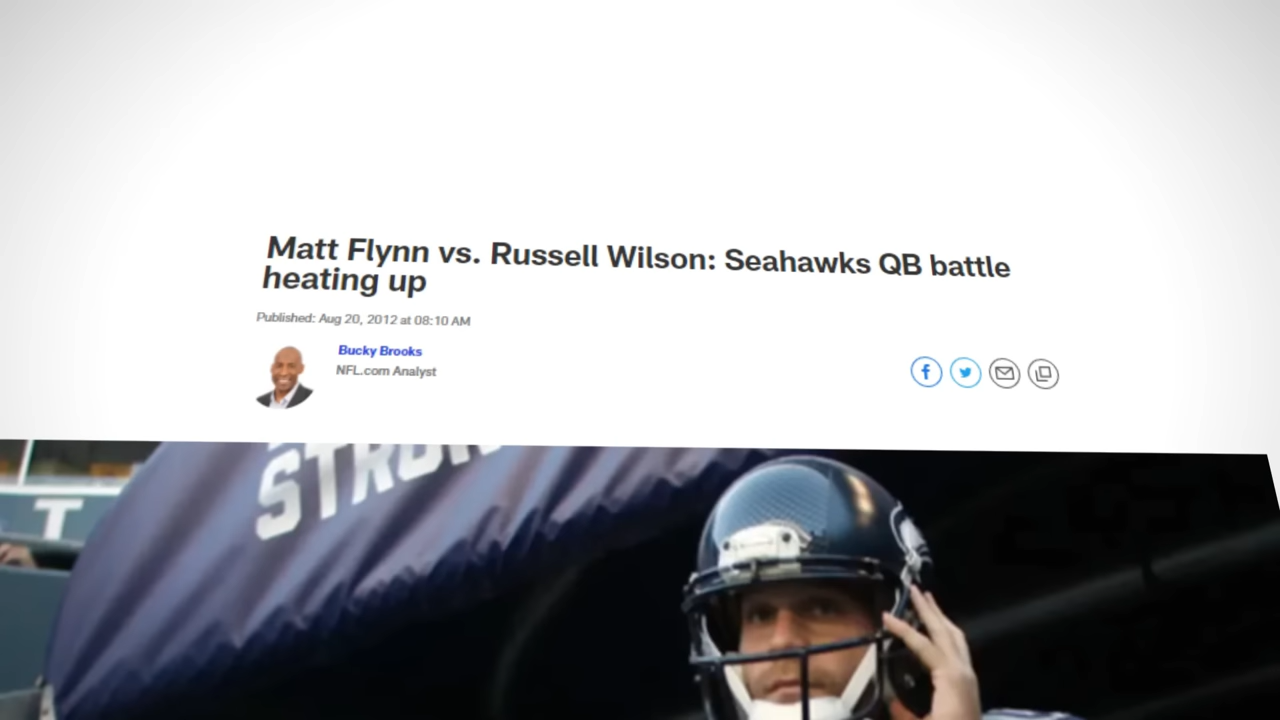 Matt Flynn vs. Russell Wilson: Seahawks QB battle
heating up
Published: Aug 20, 2012 at 08:10 AM
Bucky Brooks
NFL.com Analyst
T